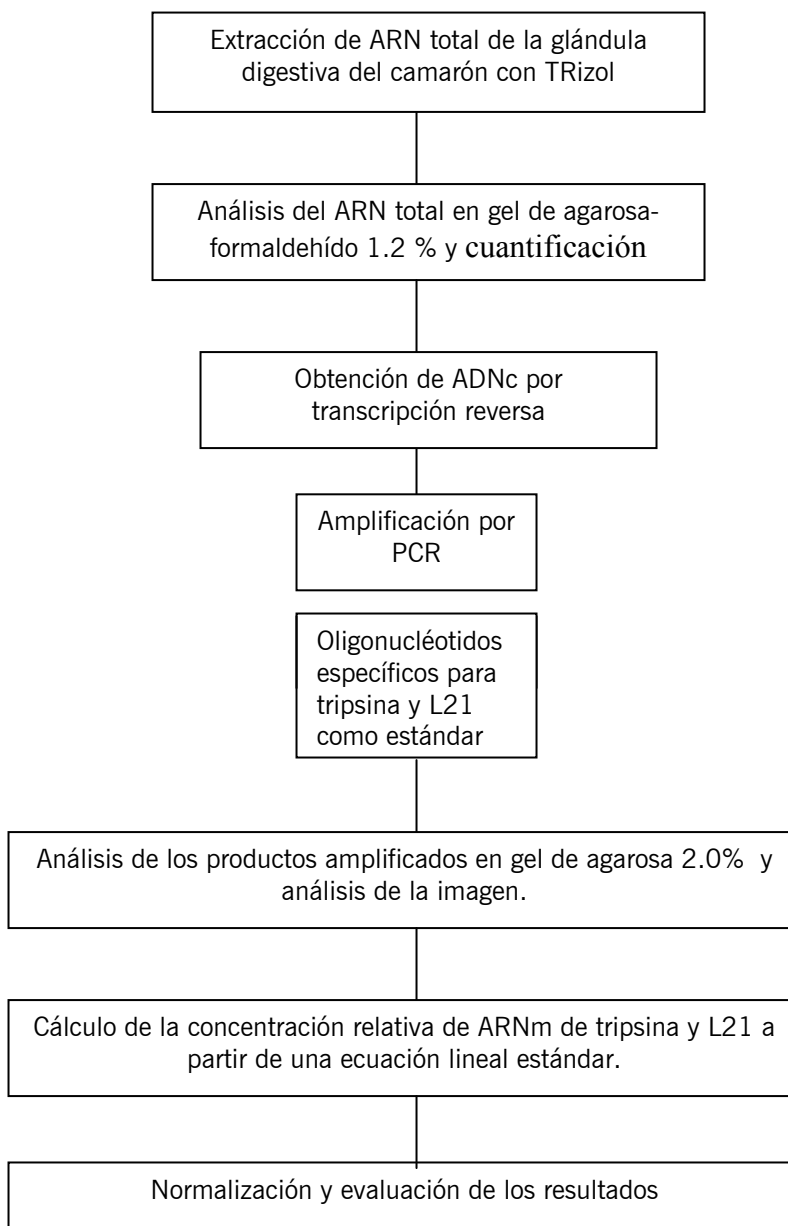 Extracción de ARN total de la glándula
digestiva del camarón con TRizol
Análisis del ARN total en gel de agarosa-
formaldehído 1.2 % y cuantificación
Obtención de ADNc por
transcripción reversa
Amplificación por
PCR
Oligonucléotidos
específicos para
tripsina y L21
como estándar
Análisis de los productos amplificados en gel de agarosa 2.0% y
análisis de la imagen.
Cálculo de la concentración relativa de ARNm de tripsina y L21 a
partir de una ecuación lineal estándar.
Normalización y evaluación de los resultados